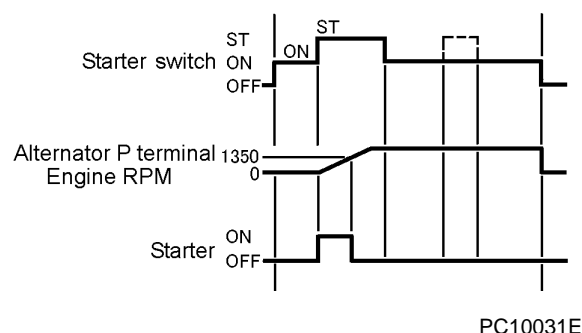 ST
ST
ON
Starter switch ON
OFF
Alternator P terminal 1350
Engine RPM 0
ON
Starter
OFF
PC10031E